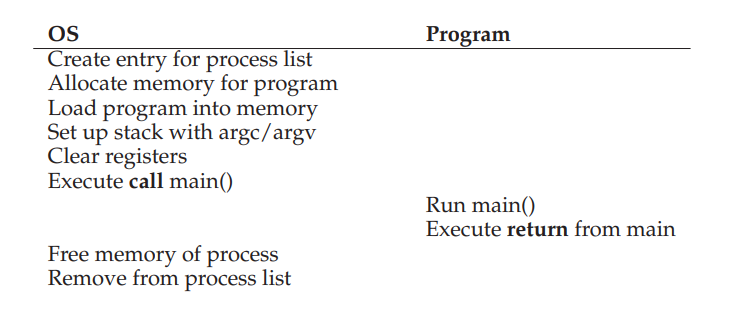 OS Program
Create entry for process list
Allocate memory for program
Load program into memory
Set up stack with argc/argv
Clear registers
Execute call main()
Run main()
Execute return from main
Free memory of process
Remove from process list